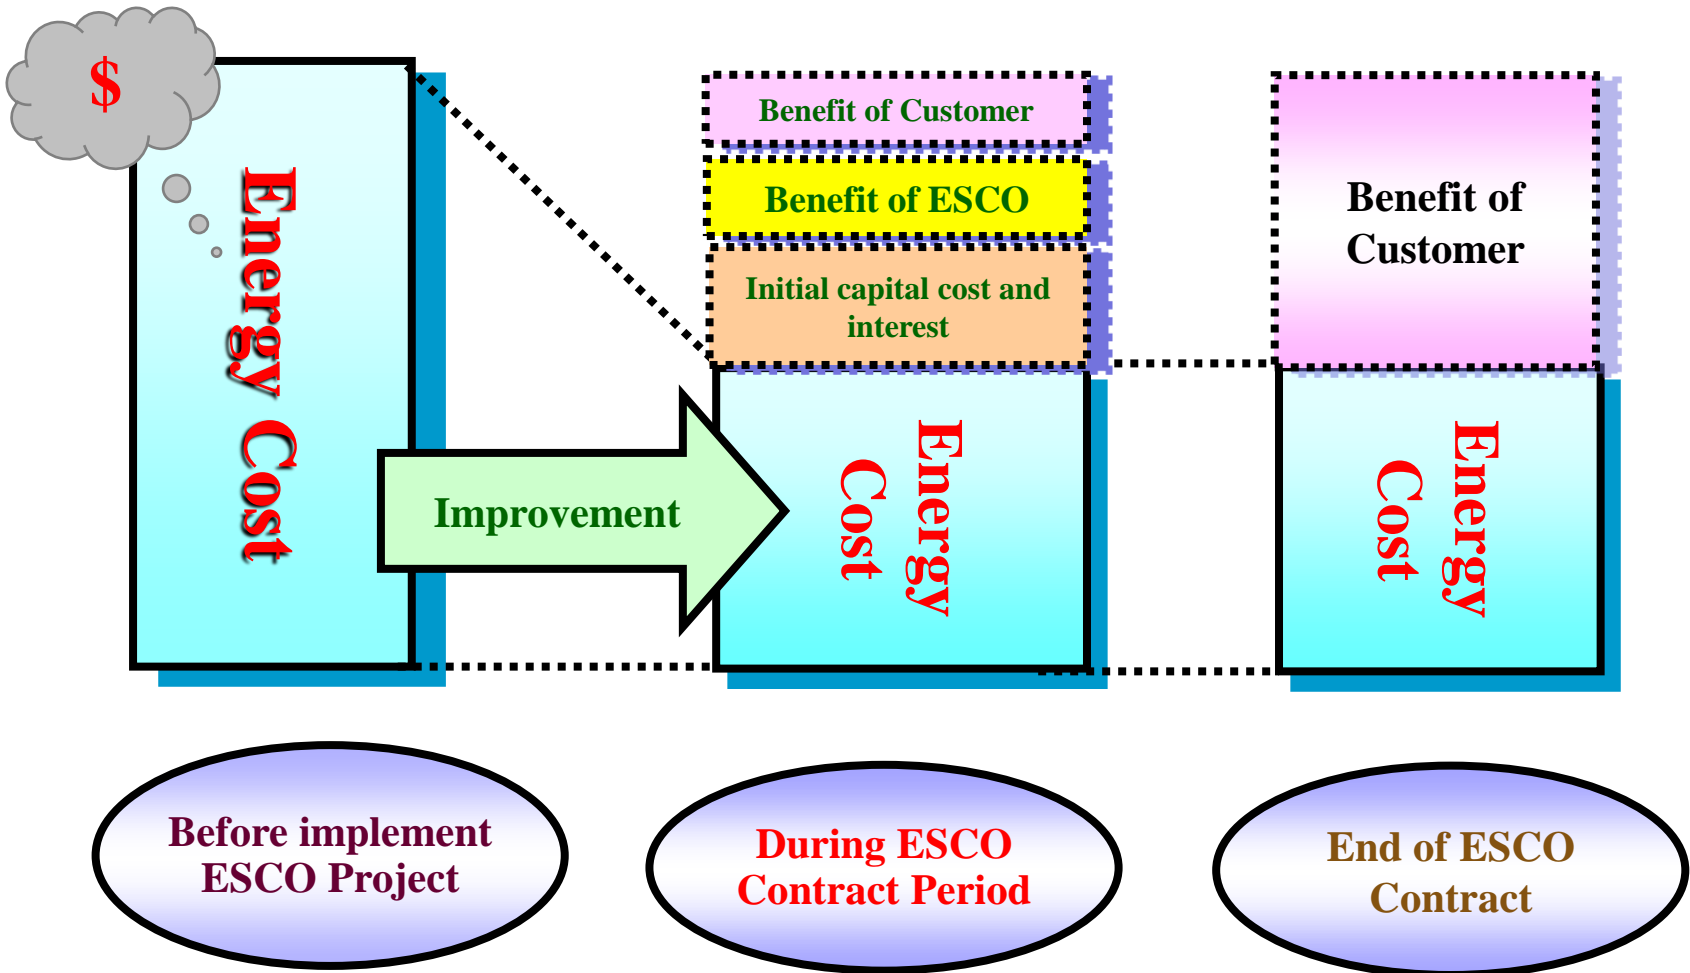 $
Energy Cost
Improvement
Benefit of Customer
Benefit of ESCO
Initial capital cost and
interest
Energy
Cost
Benefit of
Customer
Energy
Cost
Before implement
ESCO Project
During ESCO
Contract Period
End of ESCO
Contract